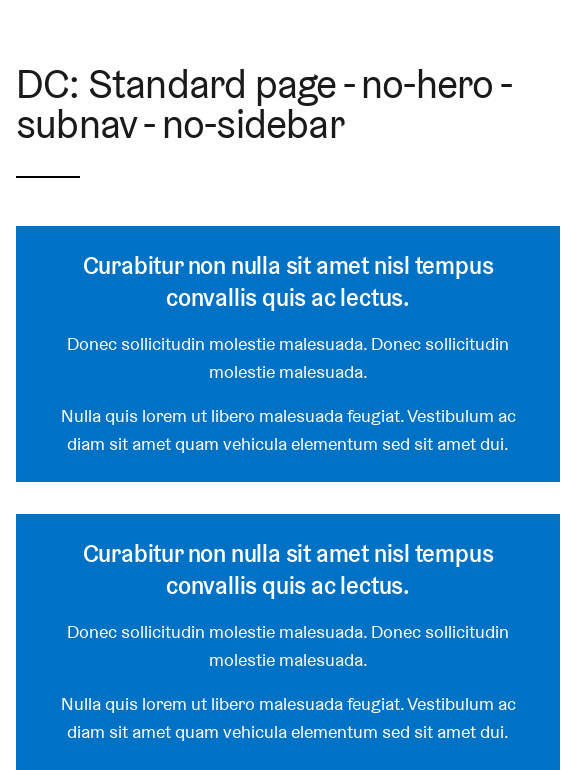 DC: Standard page - no-hero -
subnav - no-sidebar
Curabitur non nulla sit amet nisl tempus
convallis quis ac lectus.
Donec sollicitudin molestie malesuada. Donec sollicitudin
molestie malesuada.
Nulla quis lorem ut libero malesuada feugiat. Vestibulum ac
diam sit amet quam vehicula elementum sed sit amet dui.
Curabitur non nulla sit amet nisl tempus
convallis quis ac lectus.
Donec sollicitudin molestie malesuada. Donec sollicitudin
molestie malesuada.
Nulla quis lorem ut libero malesuada feugiat. Vestibulum ac
diam sit amet quam vehicula elementum sed sit amet dui.